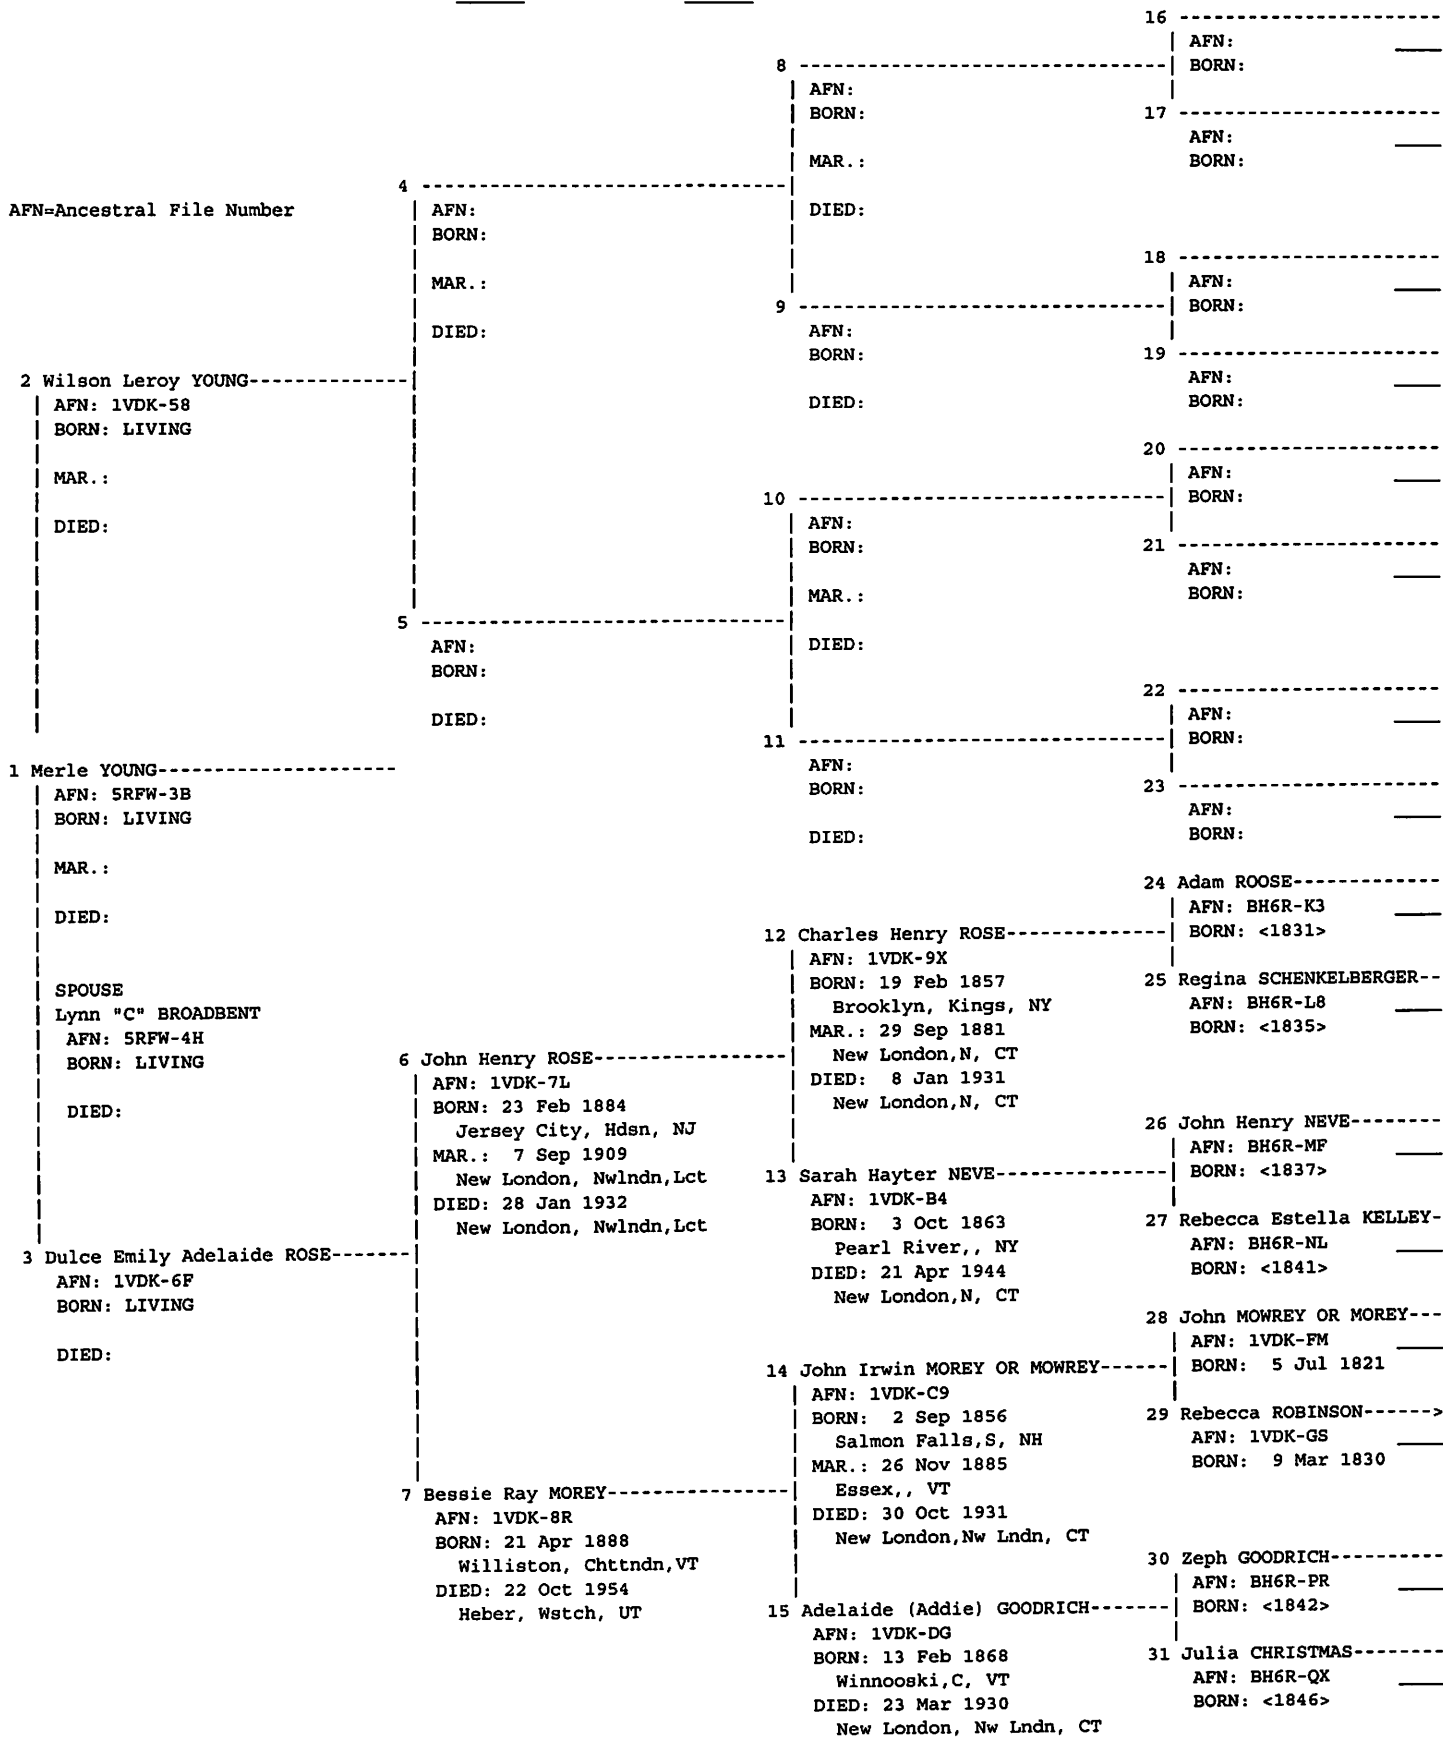 16
AFN:
BORN:
8
AFN:
BORN:
MAR.:
DIED:
17
AFN:
BORN:
4
AFN=Ancestral File Number
AFN:
BORN:
MAR.:
DIED:
18
AFN:
BORN:
9
AFN:
BORN:
DIED:
19
AFN:
BORN:
2 Wilson Leroy YOUNG
AFN: 1VDK-58
BORN: LIVING
MAR.:
DIED:
20
AFN:
BORN:
10
AFN:
BORN:
MAR.:
DIED:
21
AFN:
BORN:
5
AFN:
BORN:
DIED:
22
AFN:
BORN:
11
AFN:
BORN:
DIED:
23
AFN:
BORN:
1 Merle YOUNG
AFN: 5RFW-3B
BORN: LIVING
MAR.:
DIED:
SPOUSE
Lynn "C" BROADBENT
AFN: 5RFW-4H
BORN: LIVING
DIED:
24 Adam ROOSE
AFN: BH6R-K3
BORN: <1831>
12 Charles Henry ROSE
AFN: 1VDK-9X
BORN: 19 Feb 1857
Brooklyn, Kings, NY
MAR.: 29 Sep 1881
New London,N, CT
DIED: 8 Jan 1931
New London,N, CT
25 Regina SCHENKELBERGER
AFN: BH6R-L8
BORN: <1835>
6 John Henry ROSE
AFN: 1VDK-7L
BORN: 23 Feb 1884
Jersey City, Hdsn, NJ
MAR.: 7 Sep 1909
New London, Nwlndn,Lct
DIED: 28 Jan 1932
New London, Nwlndn,Lct
26 John Henry NEVE
AFN: BH6R-MF
BORN: <1837>
13 Sarah Hayter NEVE
AFN: 1VDK-B4
BORN: 3 Oct 1863
Pearl River,, NY
DIED: 21 Apr 1944
New London,N, CT
27 Rebecca Estella KELLEY
AFN: BH6R-NL
BORN: <1841>
3 Dulce Emily Adelaide ROSE
AFN: 1VDK-6F
BORN: LIVING
DIED:
28 John MOWREY OR MOREY
AFN: 1VDK-FM
BORN: 5 Jul 1821
14 John Irwin MOREY OR MOWREY
AFN: 1VDK-C9
BORN: 2 Sep 1856
Salmon Falls,S, NH
MAR.: 26 Nov 1885
Essex,, VT
DIED: 30 Oct 1931
New London,Nw Lndn, CT
29 Rebecca ROBINSON------>
AFN: 1VDK-GS
BORN: 9 Mar 1830
7 Bessie Ray MOREY
AFN: 1VDK-8R
BORN: 21 Apr 1888
Williston, Chttndn,VT
DIED: 22 Oct 1954
Heber, Wstch, UT
30 Zeph GOODRICH
AFN: BH6R-PR
BORN: <1842>
15 Adelaide (Addie) GOODRICH
AFN: 1VDK-DG
BORN: 13 Feb 1868
Winnooski,C, VT
DIED: 23 Mar 1930
New London, Nw Lndn, CT
31 Julia CHRISTMAS
AFN: BH6R-QX
BORN: <1846>